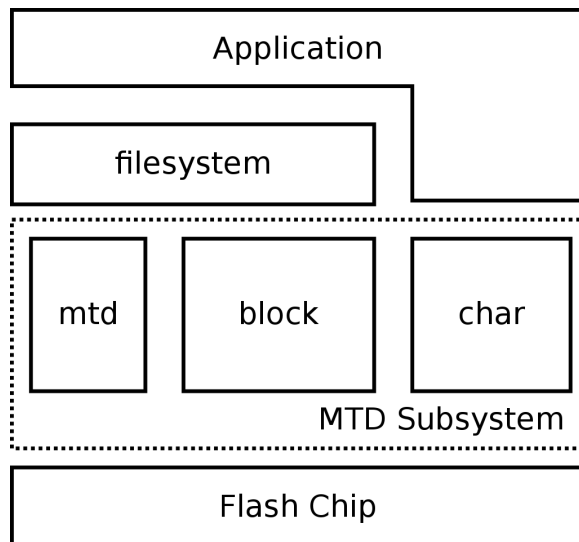 Application
filesystem
mtd
block
char
MTD Subsystem
Flash Chip